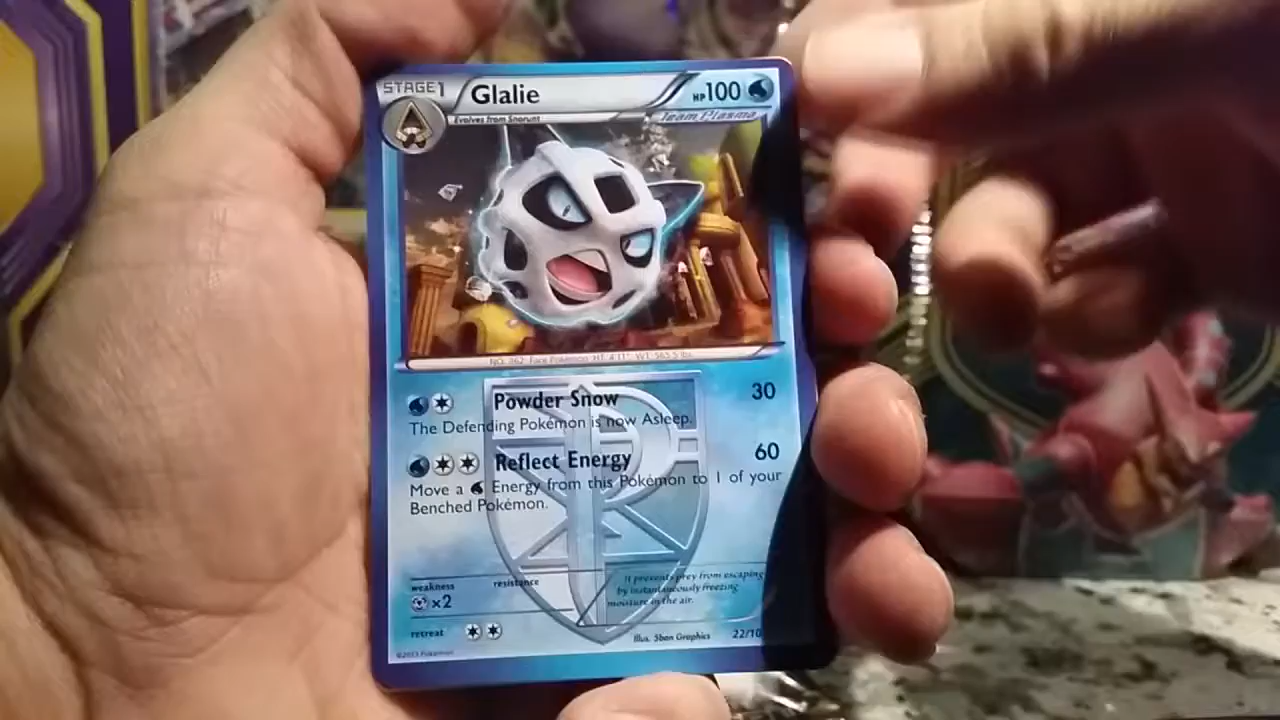 STAGE1 Glalie HP100
Evolves from Snorunt Team Plasma
NO. 362 Face Pokémon HT: 4'11" WT: 565.5 lbs.
Powder Snow 30
The Defending Pokémon is now Asleep.
Reflect Energy 60
Move a Energy from this Pokémon to 1 of your
Benched Pokémon.
weakness resistance
x2
It prevents prey from escaping
by instantaneously freezing
moisture in the air.
retreat
Illus. 5ban Graphics 22/10
©2013 Pokémon